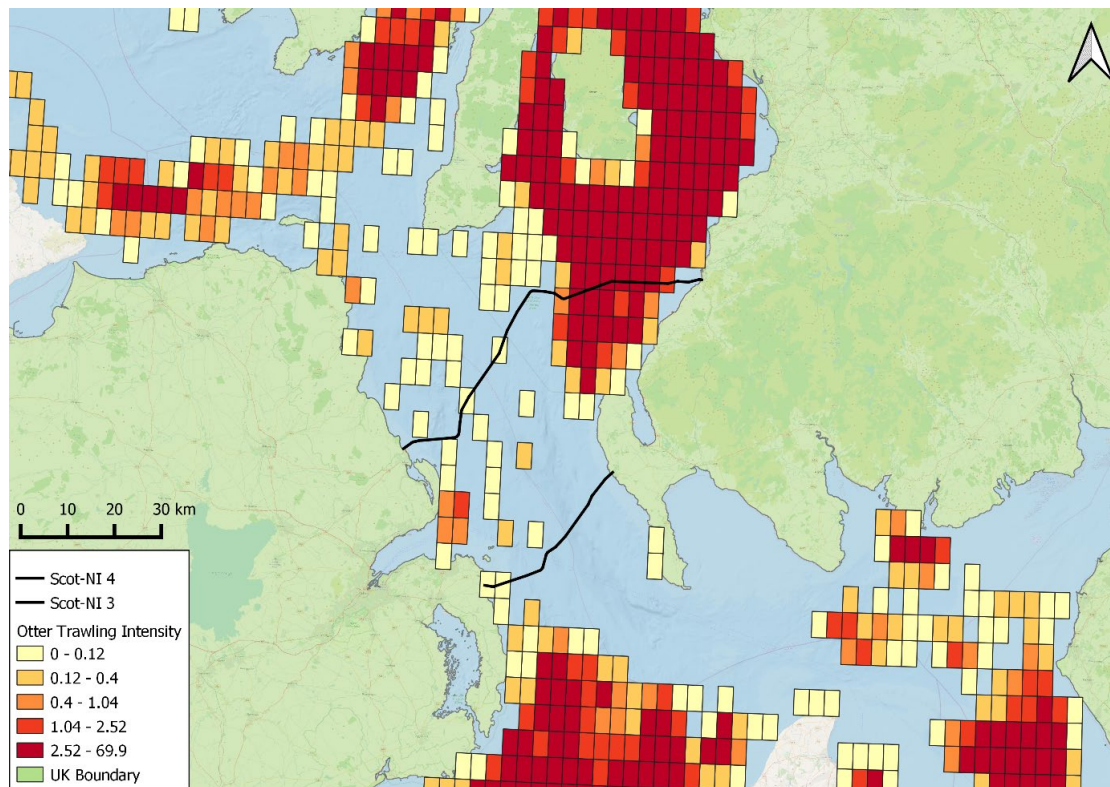 0 10 20 30 km
Scot-NI 4
Scot-NI 3
Otter Trawling Intensity
0 - 0.12
0.12 - 0.4
0.4 - 1.04
1.04 - 2.52
2.52 - 69.9
UK Boundary